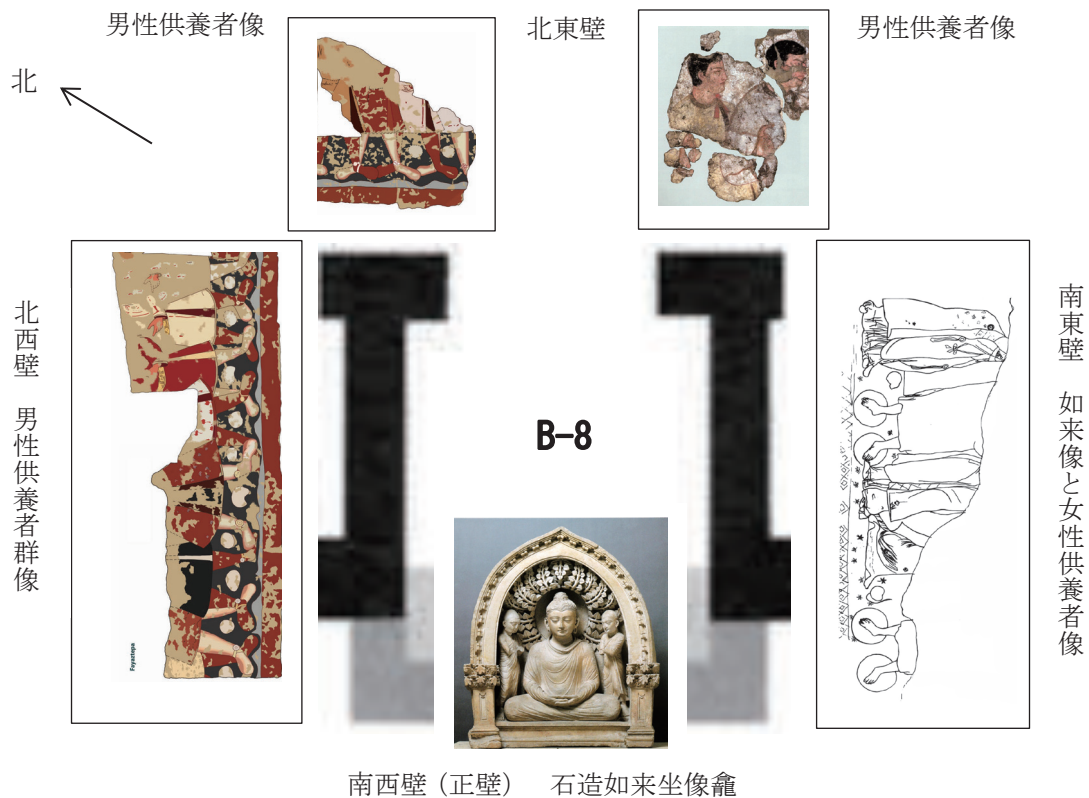 男性供養者像
北東壁
男性供養者像
北
北西壁　男性供養者群像
Fayaztepa
B-8
南東壁　如来像と女性供養者像
南西壁（正壁）　石造如来坐像龕